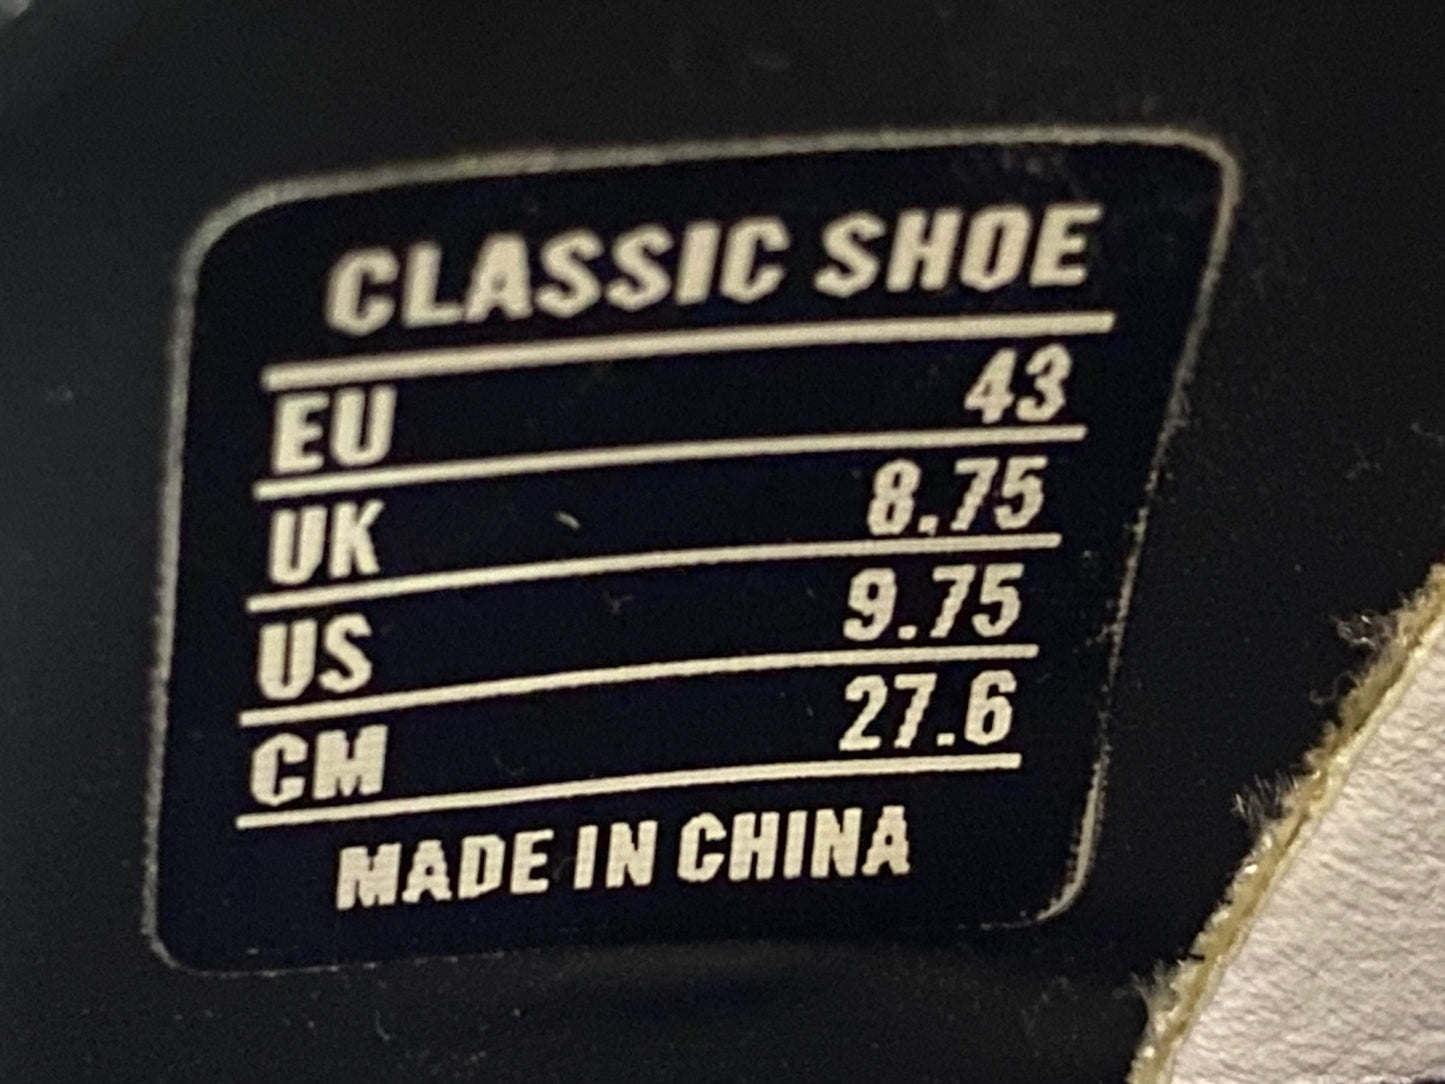 CLASSIC SHOE
EU 43
UK 8.75
US 9.75
CM 27.6
MADE IN CHINA